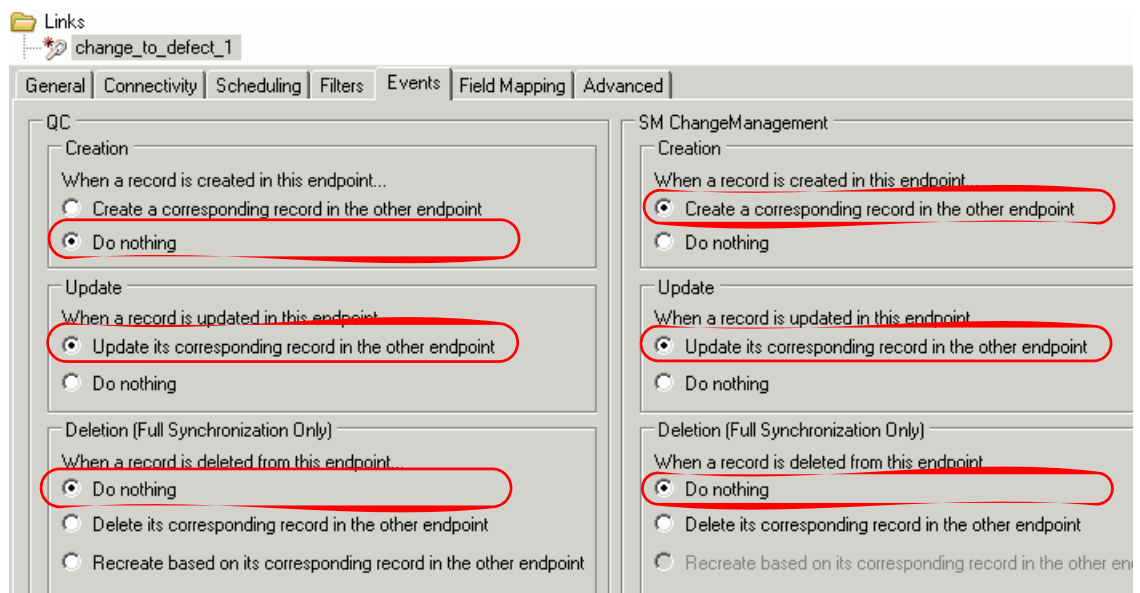 Links
change_to_defect_1
General Connectivity Scheduling Filters Events Field Mapping Advanced
QC
Creation
When a record is created in this endpoint...
Create a corresponding record in the other endpoint
Do nothing
Update
When a record is updated in this endpoint...
Update its corresponding record in the other endpoint
Do nothing
Deletion (Full Synchronization Only)
When a record is deleted from this endpoint...
Do nothing
Delete its corresponding record in the other endpoint
Recreate based on its corresponding record in the other endpoint
SM ChangeManagement
Creation
When a record is created in this endpoint...
Create a corresponding record in the other endpoint
Do nothing
Update
When a record is updated in this endpoint
Update its corresponding record in the other endpoint
Do nothing
Deletion (Full Synchronization Only)
When a record is deleted from this endpoint
Do nothing
Delete its corresponding record in the other endpoint
Recreate based on its corresponding record in the other